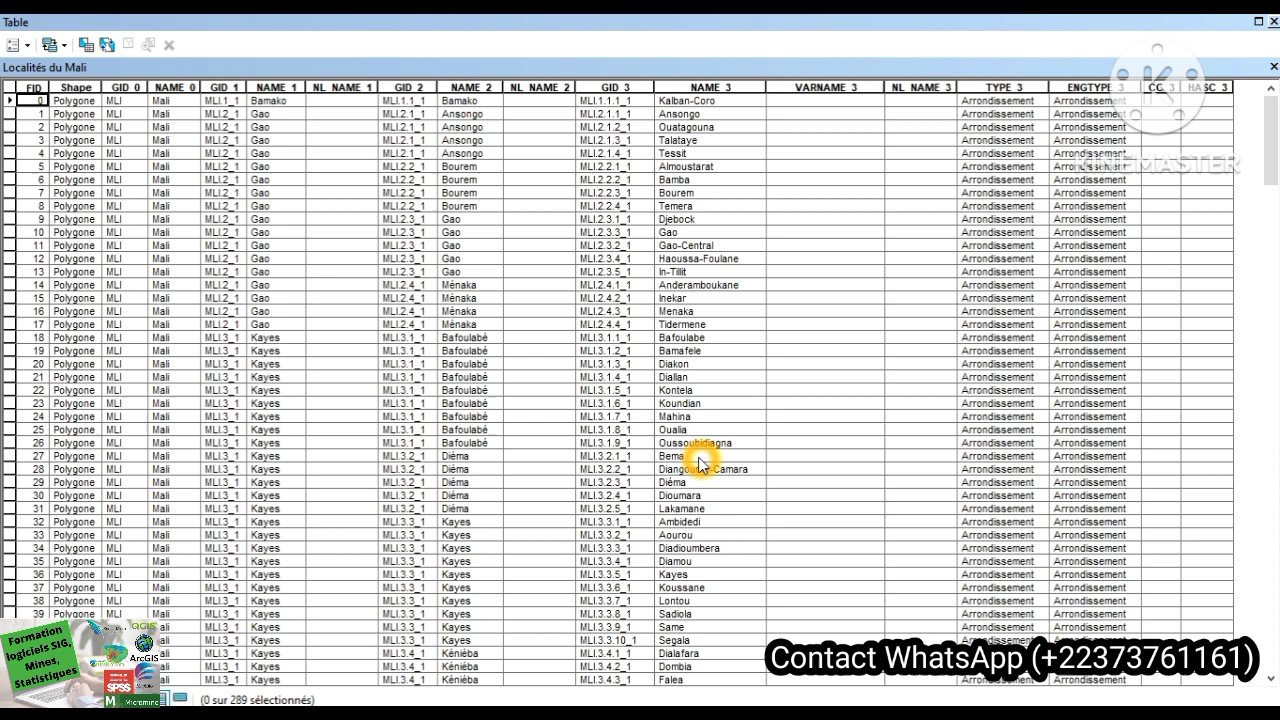 Table
Localités du Mali
FID Shape GID_0 NAME_0 GID_1 NAME_1 NL_NAME_1 GID_2 NAME_2 NL_NAME_2 GID_3 NAME_3 VARNAME_3 NL_NAME_3 TYPE_3 ENGTYPE_3 CC_3 HASC_3
0 Polygone MLI Mali MLI.1_1 Bamako MLI.1.1_1 Bamako MLI.1.1.1_1 Kalban-Coro Arrondissement Arrondissement
1 Polygone MLI Mali MLI.2_1 Gao MLI.2.1_1 Ansongo MLI.2.1.1_1 Ansongo Arrondissement Arrondissement
2 Polygone MLI Mali MLI.2_1 Gao MLI.2.1_1 Ansongo MLI.2.1.2_1 Ouatagouna Arrondissement Arrondissement
3 Polygone MLI Mali MLI.2_1 Gao MLI.2.1_1 Ansongo MLI.2.1.3_1 Talataye Arrondissement Arrondissement
4 Polygone MLI Mali MLI.2_1 Gao MLI.2.1_1 Ansongo MLI.2.1.4_1 Tessit Arrondissement Arrondissement
KINEMASTER
5 Polygone MLI Mali MLI.2_1 Gao MLI.2.2_1 Bourem MLI.2.2.1_1 Almoustarat Arrondissement Arrondissement
6 Polygone MLI Mali MLI.2_1 Gao MLI.2.2_1 Bourem MLI.2.2.2_1 Bamba Arrondissement Arrondissement
7 Polygone MLI Mali MLI.2_1 Gao MLI.2.2_1 Bourem MLI.2.2.3_1 Bourem Arrondissement Arrondissement
8 Polygone MLI Mali MLI.2_1 Gao MLI.2.2_1 Bourem MLI.2.2.4_1 Temera Arrondissement Arrondissement
9 Polygone MLI Mali MLI.2_1 Gao MLI.2.3_1 Gao MLI.2.3.1_1 Djebock Arrondissement Arrondissement
10 Polygone MLI Mali MLI.2_1 Gao MLI.2.3_1 Gao MLI.2.3.3_1 Gao Arrondissement Arrondissement
11 Polygone MLI Mali MLI.2_1 Gao MLI.2.3_1 Gao MLI.2.3.2_1 Gao-Central Arrondissement Arrondissement
12 Polygone MLI Mali MLI.2_1 Gao MLI.2.3_1 Gao MLI.2.3.4_1 Haoussa-Foulane Arrondissement Arrondissement
13 Polygone MLI Mali MLI.2_1 Gao MLI.2.3_1 Gao MLI.2.3.5_1 In-Tillit Arrondissement Arrondissement
14 Polygone MLI Mali MLI.2_1 Gao MLI.2.4_1 Ménaka MLI.2.4.1_1 Anderamboukane Arrondissement Arrondissement
15 Polygone MLI Mali MLI.2_1 Gao MLI.2.4_1 Ménaka MLI.2.4.2_1 Inekar Arrondissement Arrondissement
16 Polygone MLI Mali MLI.2_1 Gao MLI.2.4_1 Ménaka MLI.2.4.3_1 Menaka Arrondissement Arrondissement
17 Polygone MLI Mali MLI.2_1 Gao MLI.2.4_1 Ménaka MLI.2.4.4_1 Tidermene Arrondissement Arrondissement
18 Polygone MLI Mali MLI.3_1 Kayes MLI.3.1_1 Bafoulabé MLI.3.1.1_1 Bafoulabe Arrondissement Arrondissement
19 Polygone MLI Mali MLI.3_1 Kayes MLI.3.1_1 Bafoulabé MLI.3.1.2_1 Bamafele Arrondissement Arrondissement
20 Polygone MLI Mali MLI.3_1 Kayes MLI.3.1_1 Bafoulabé MLI.3.1.3_1 Diakon Arrondissement Arrondissement
21 Polygone MLI Mali MLI.3_1 Kayes MLI.3.1_1 Bafoulabé MLI.3.1.4_1 Diallan Arrondissement Arrondissement
22 Polygone MLI Mali MLI.3_1 Kayes MLI.3.1_1 Bafoulabé MLI.3.1.5_1 Kontela Arrondissement Arrondissement
23 Polygone MLI Mali MLI.3_1 Kayes MLI.3.1_1 Bafoulabé MLI.3.1.6_1 Koundian Arrondissement Arrondissement
24 Polygone MLI Mali MLI.3_1 Kayes MLI.3.1_1 Bafoulabé MLI.3.1.7_1 Mahina Arrondissement Arrondissement
25 Polygone MLI Mali MLI.3_1 Kayes MLI.3.1_1 Bafoulabé MLI.3.1.8_1 Oualia Arrondissement Arrondissement
26 Polygone MLI Mali MLI.3_1 Kayes MLI.3.1_1 Bafoulabé MLI.3.1.9_1 Oussoubidiagna Arrondissement Arrondissement
27 Polygone MLI Mali MLI.3_1 Kayes MLI.3.2_1 Diéma MLI.3.2.1_1 Bema Arrondissement Arrondissement
28 Polygone MLI Mali MLI.3_1 Kayes MLI.3.2_1 Diéma MLI.3.2.2_1 Arrondissement Arrondissement
29 Polygone MLI Mali MLI.3_1 Kayes MLI.3.2_1 Diéma MLI.3.2.3_1 Diéma Arrondissement Arrondissement
30 Polygone MLI Mali MLI.3_1 Kayes MLI.3.2_1 Diéma MLI.3.2.4_1 Dioumara Arrondissement Arrondissement
31 Polygone MLI Mali MLI.3_1 Kayes MLI.3.2_1 Diéma MLI.3.2.5_1 Lakamane Arrondissement Arrondissement
32 Polygone MLI Mali MLI.3_1 Kayes MLI.3.3_1 Kayes MLI.3.3.1_1 Ambidedi Arrondissement Arrondissement
33 Polygone MLI Mali MLI.3_1 Kayes MLI.3.3_1 Kayes MLI.3.3.2_1 Aourou Arrondissement Arrondissement
34 Polygone MLI Mali MLI.3_1 Kayes MLI.3.3_1 Kayes MLI.3.3.3_1 Diadioumbera Arrondissement Arrondissement
35 Polygone MLI Mali MLI.3_1 Kayes MLI.3.3_1 Kayes MLI.3.3.4_1 Diamou Arrondissement Arrondissement
36 Polygone MLI Mali MLI.3_1 Kayes MLI.3.3_1 Kayes MLI.3.3.5_1 Kayes Arrondissement Arrondissement
37 Polygone MLI Mali MLI.3_1 Kayes MLI.3.3_1 Kayes MLI.3.3.6_1 Koussane Arrondissement Arrondissement
38 Polygone MLI Mali MLI.3_1 Kayes MLI.3.3_1 Kayes MLI.3.3.7_1 Lontou Arrondissement Arrondissement
39 Polygone MLI Mali MLI.3_1 Kayes MLI.3.3_1 Kayes MLI.3.3.8_1 Sadiola Arrondissement Arrondissement
Mali MLI.3_1 Kayes MLI.3.3_1 Kayes MLI.3.3.9_1 Same Arrondissement Arrondissement
Mali MLI.3_1 Kayes MLI.3.3_1 Kayes MLI.3.3.10_1 Segala
Mali MLI.3_1 Kayes MLI.3.4_1 Kéniéba MLI.3.4.1_1 Dialafara
Mali MLI.3_1 Kayes MLI.3.4_1 Kéniéba MLI.3.4.2_1 Dombia
Mali MLI.3_1 Kayes MLI.3.4_1 Kéniéba MLI.3.4.3_1 Falea Arrondissement Arrondissement
Contact WhatsApp (+22373761161)
Formation
logiciels SIG,
Mines,
Statistiques
QGIS
ArcGIS
SPSS
Micromine
(0 sur 289 sélectionnés)